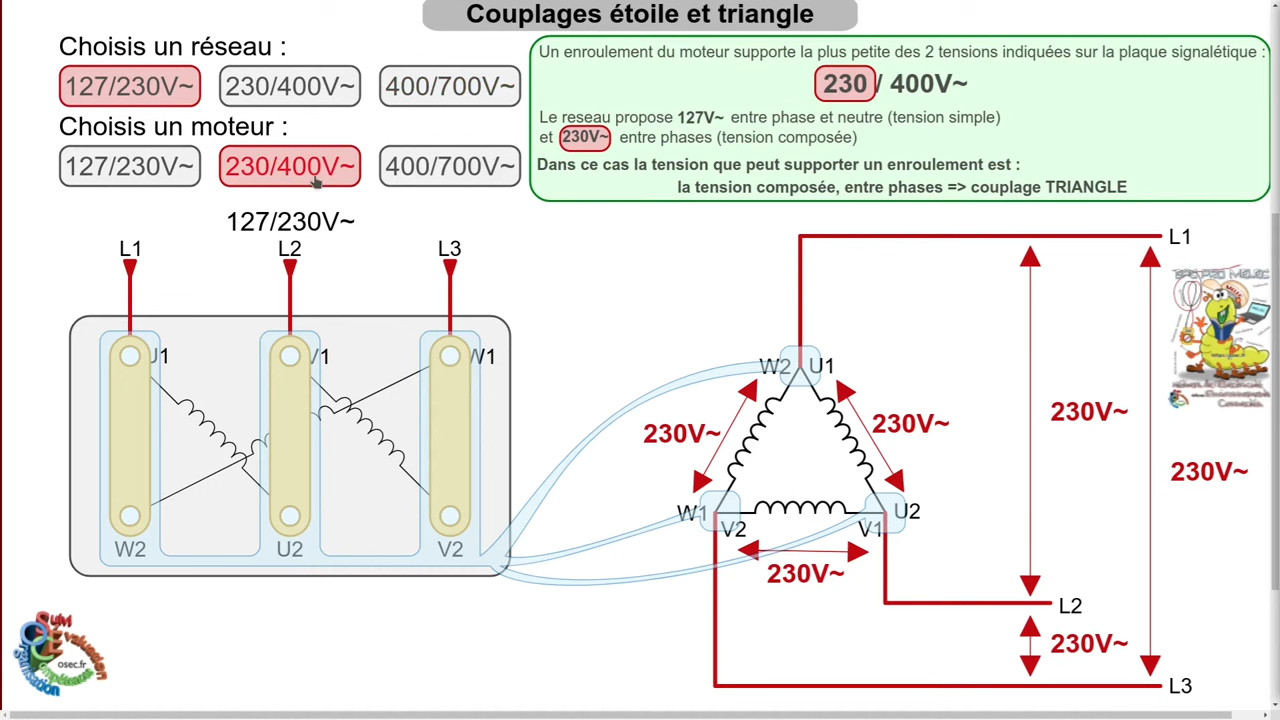 Couplages étoile et triangle
Choisis un réseau :
127/230V~ 230/400V~ 400/700V~
Choisis un moteur :
127/230V~ 230/400V~ 400/700V~
Un enroulement du moteur supporte la plus petite des 2 tensions indiquées sur la plaque signalétique :
230 / 400V~
Le reseau propose 127V~ entre phase et neutre (tension simple)
et 230V~ entre phases (tension composée)
Dans ce cas la tension que peut supporter un enroulement est :
la tension composée, entre phases => couplage TRIANGLE
127/230V~
L1 L2 L3
U1 V1 W1
W2 U2 V2
L1
W2 U1
230V~ 230V~ 230V~
230V~
W1 U2
V2 V1
230V~
L2
230V~
L3
osec.fr